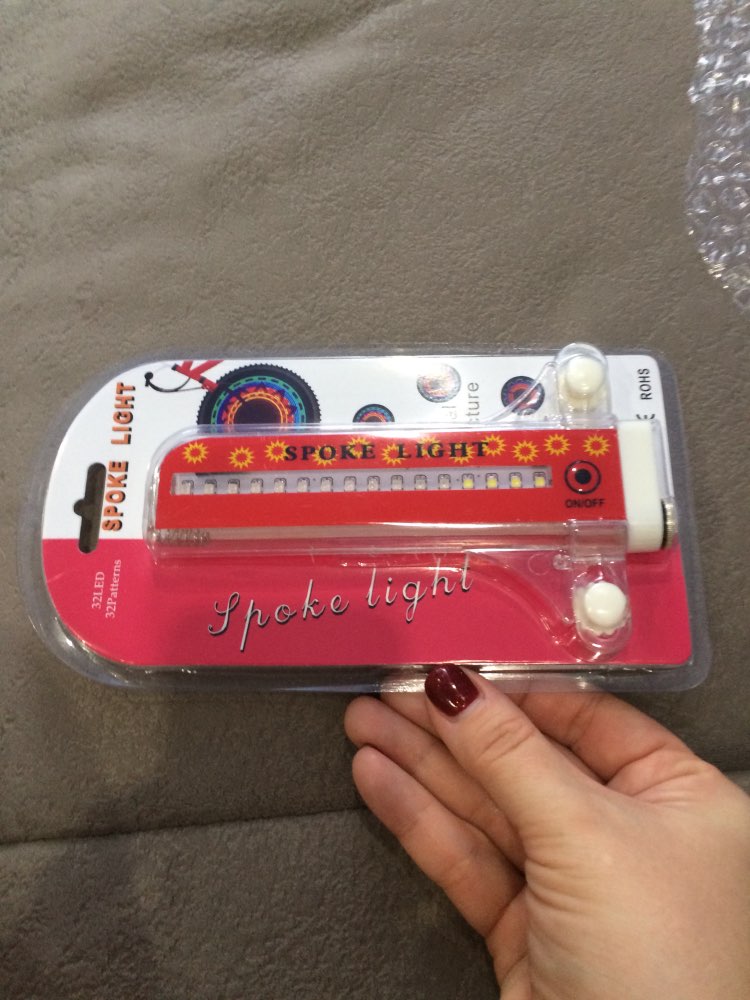 SPOKE LIGHT
32LED
32Patterns
SPOKE LIGHT
ON/OFF
Spoke light
ROHS